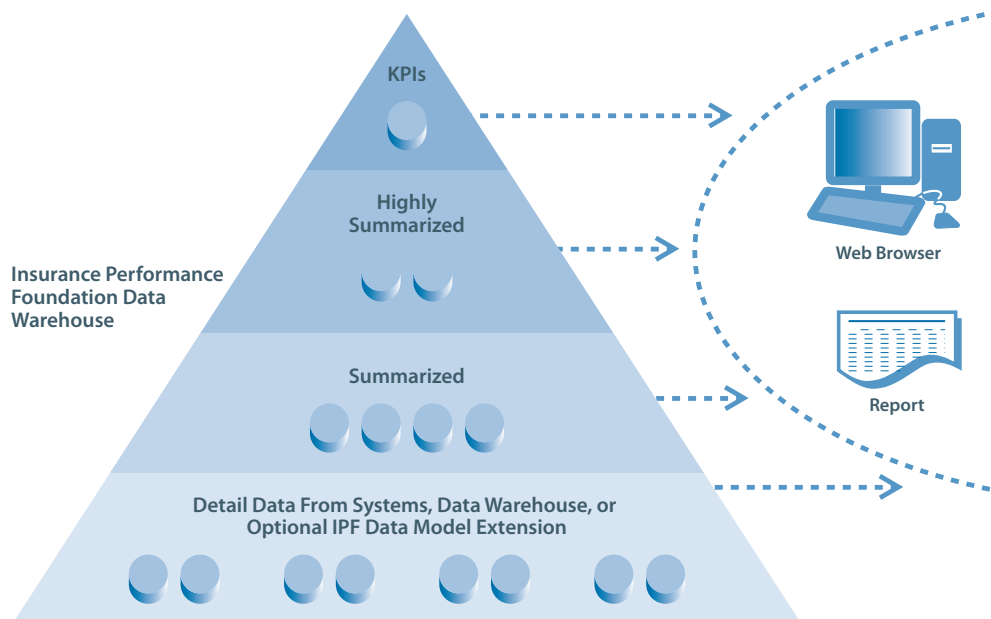 KPIs
Highly
Summarized
Insurance Performance
Foundation Data
Warehouse
Summarized
Detail Data From Systems, Data Warehouse, or
Optional IPF Data Model Extension
Web Browser
Report